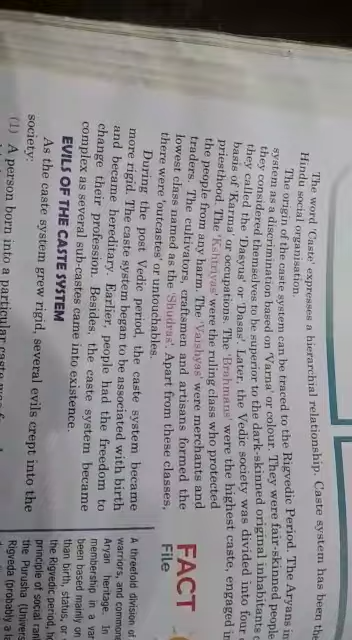 The word 'Caste' expresses a hierarchial relationship. Caste system has been th
Hindu social organisation.
The origin of the caste system can be traced to the Rigvedic Period. The Aryans
system as a discrimination based on 'Varna' or colour. They were fair-skinned people
they considered themselves to be superior to the dark-skinned original inhabitants
they called the 'Dasyus' or 'Dasas'. Later, the Vedic society was divided into four
basis of 'Karma' or occupations. The 'Brahmans' were the highest caste, engaged
priesthood. The 'Kshtriyas' were the ruling class who protected
the people from any harm. The 'Vaishyas' were merchants and
traders. The cultivators, craftsmen and artisans formed the
lowest class named as the 'Shudras'. Apart from these classes,
there were 'outcastes' or untouchables.
During the post Vedic period, the caste system became
more rigid. The caste system began to be associated with birth
and became hereditary. Earlier, people had the freedom to
change their profession. Besides, the caste system became
complex as several sub-castes came into existence.
EVILS OF THE CASTE SYSTEM
As the caste system grew rigid, several evils crept into the
society:
(1) A person born into a particular caste
FACT
File
A threefold division of
warriors, and common
Aryan heritage. In
membership in a var
been based mainly on
than birth, status, or
the Rigvedic period, h
principle of social ran
the Purusha (Univers
Rigveda (probably a la